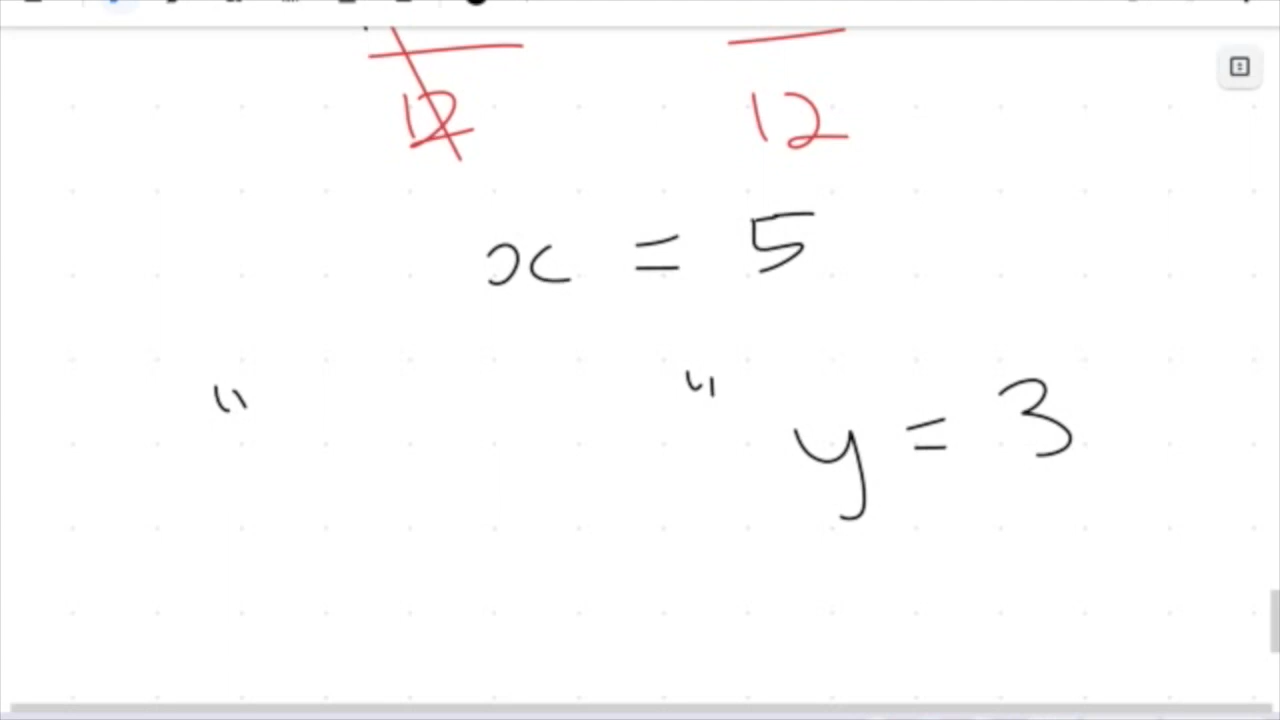 12 12
x = 5
" " y = 3